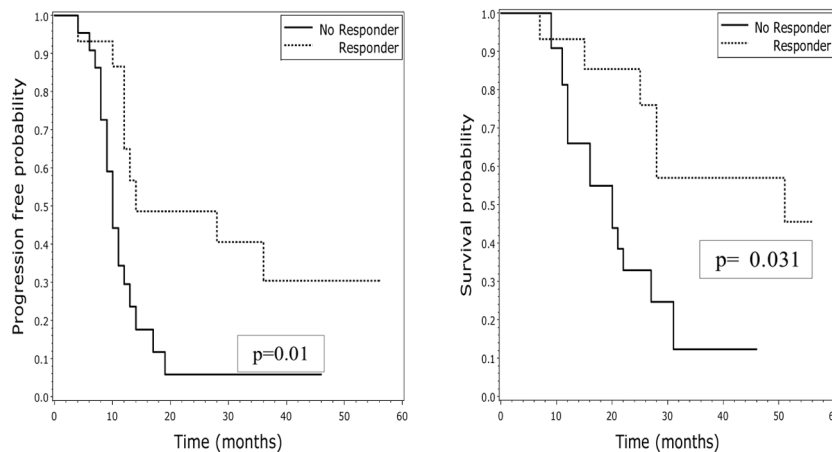 No Responder
Responder
Progression free probability
1.0
0.9
0.8
0.7
0.6
0.5
0.4
0.3
0.2
0.1
0.0
p=0.01
0 10 20 30 40 50 60
Time (months)
No Responder
Responder
Survival probability
1.0
0.9
0.8
0.7
0.6
0.5
0.4
0.3
0.2
0.1
0.0
p= 0.031
0 10 20 30 40 50
Time (months)